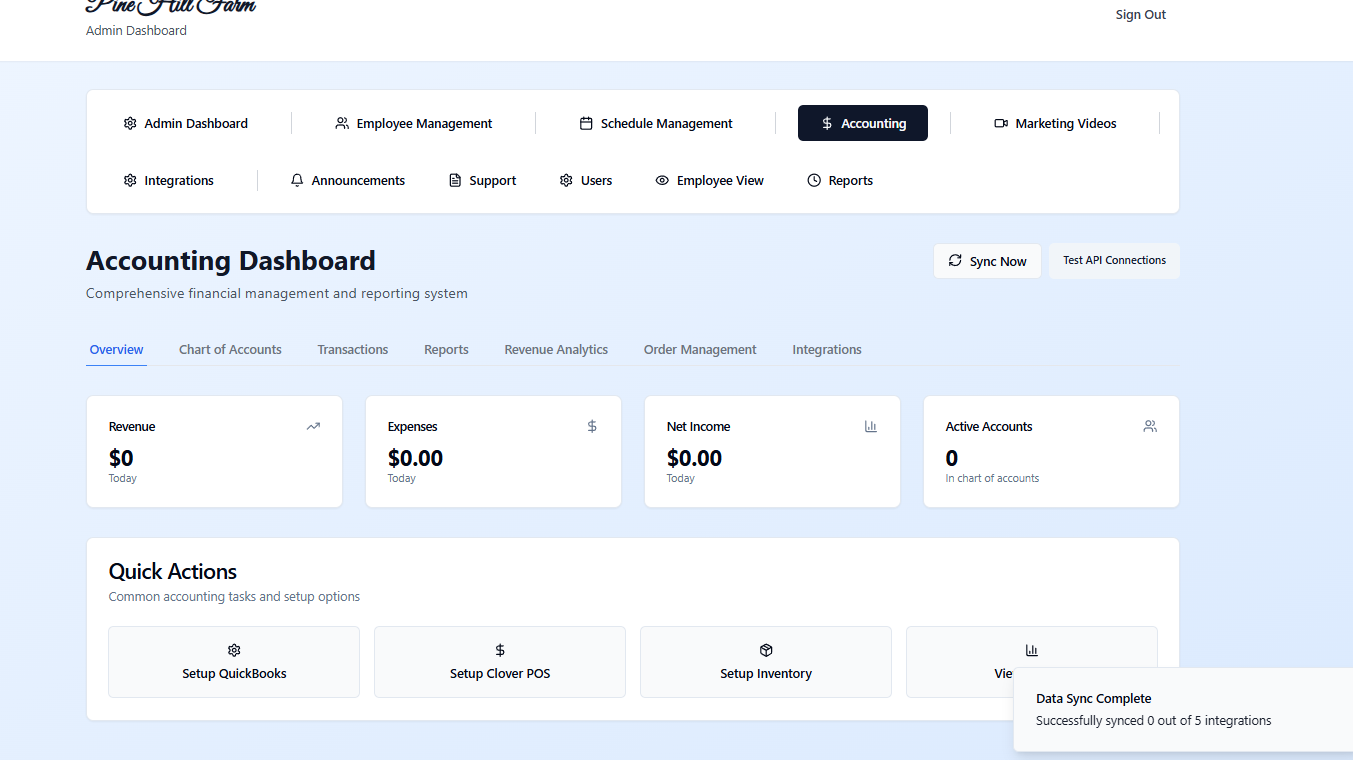 Pine Hill Farm
Admin Dashboard
Sign Out
Admin Dashboard
Employee Management
Schedule Management
Accounting
Marketing Videos
Integrations
Announcements
Support
Users
Employee View
Reports
Accounting Dashboard
Sync Now
Test API Connections
Comprehensive financial management and reporting system
Overview
Chart of Accounts
Transactions
Reports
Revenue Analytics
Order Management
Integrations
Revenue
$0
Today
Expenses
$0.00
Today
Net Income
$0.00
Today
Active Accounts
0
In chart of accounts
Quick Actions
Common accounting tasks and setup options
Setup QuickBooks
Setup Clover POS
Setup Inventory
Data Sync Complete
Successfully synced 0 out of 5 integrations